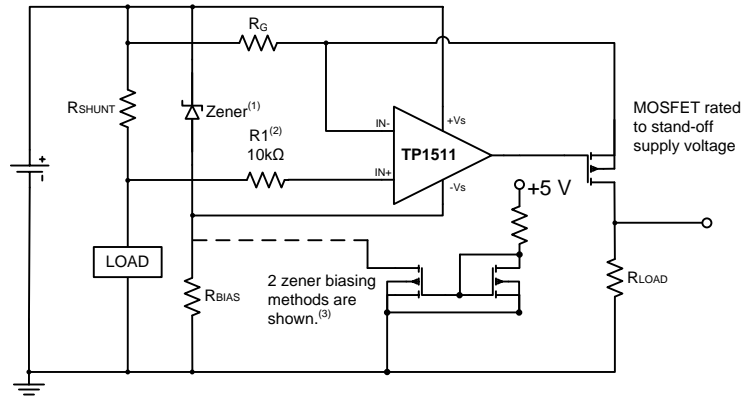 RG
RSHUNT
Zener(1)
R1(2)
10kΩ
IN-
IN+
+Vs
TP1511
-Vs
MOSFET rated
to stand-off
supply voltage
+
+5 V
LOAD
RBIAS
2 zener biasing
methods are
shown.(3)
RLOAD